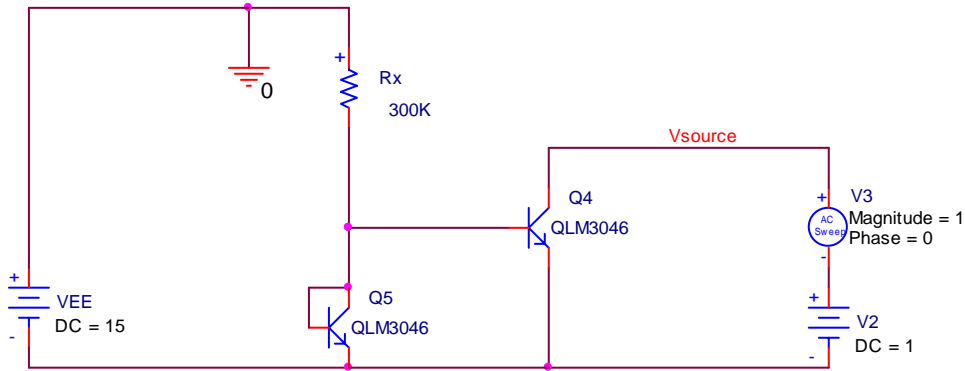 +
0
Rx
300K
Vsource
Q4
QLM3046
+
AC
Sweep
-
V3
Magnitude = 1
Phase = 0
+
VEE
DC = 15
-
Q5
QLM3046
+
V2
DC = 1
-